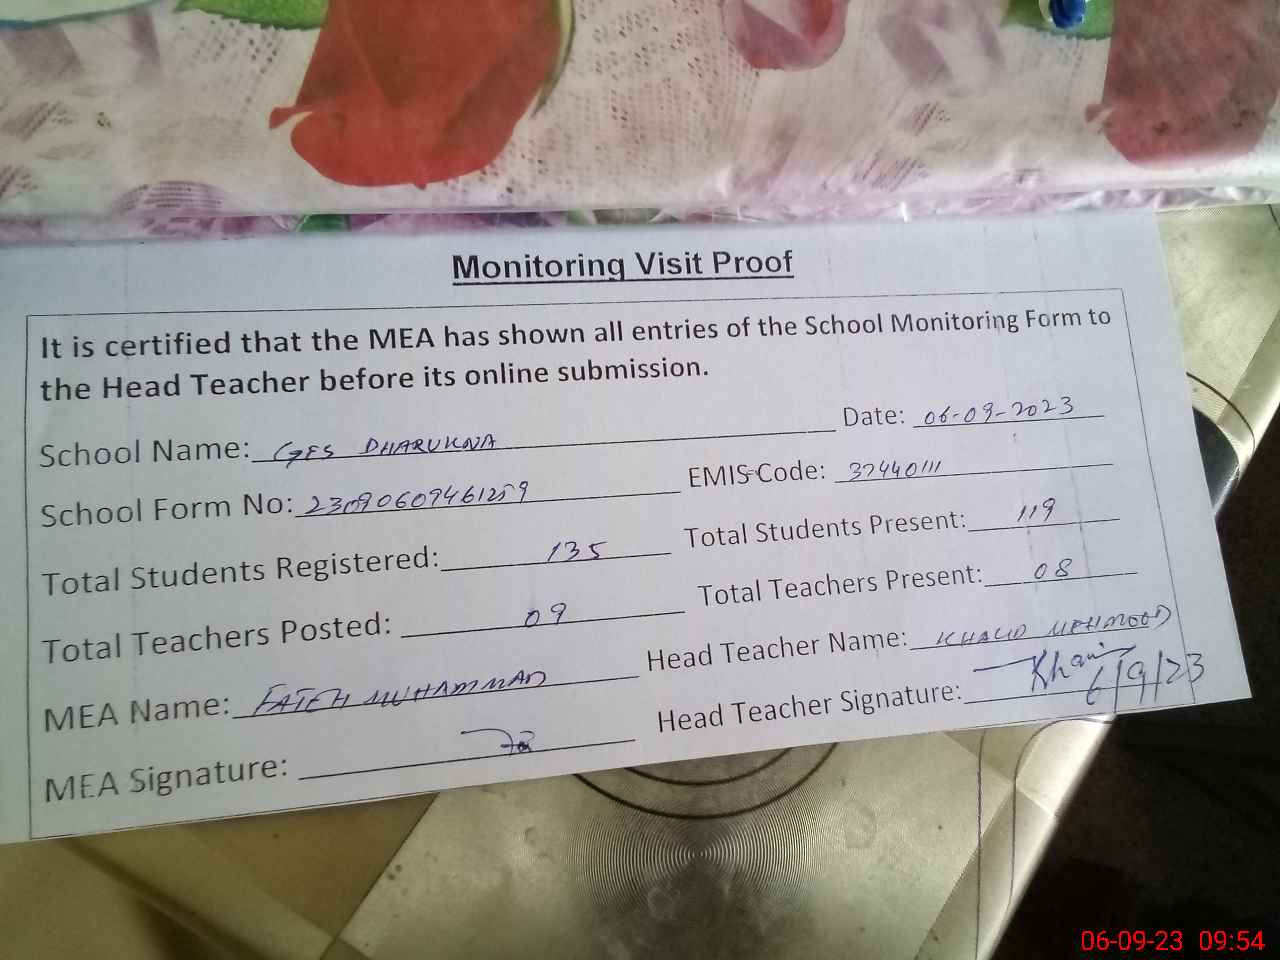 Monitoring Visit Proof
It is certified that the MEA has shown all entries of the School Monitoring Form to
the Head Teacher before its online submission.
School Name: GES DHARUKNA Date: 06-09-2023
School Form No: 23090609461259 EMIS Code: 37440111
Total Students Registered: 135 Total Students Present: 119
Total Teachers Posted: 09 Total Teachers Present: 08
MEA Name: FATEH MUHAMMAD Head Teacher Name: KHALID MEHMOOD
MEA Signature: Head Teacher Signature: 6/9/23
06-09-23 09:54